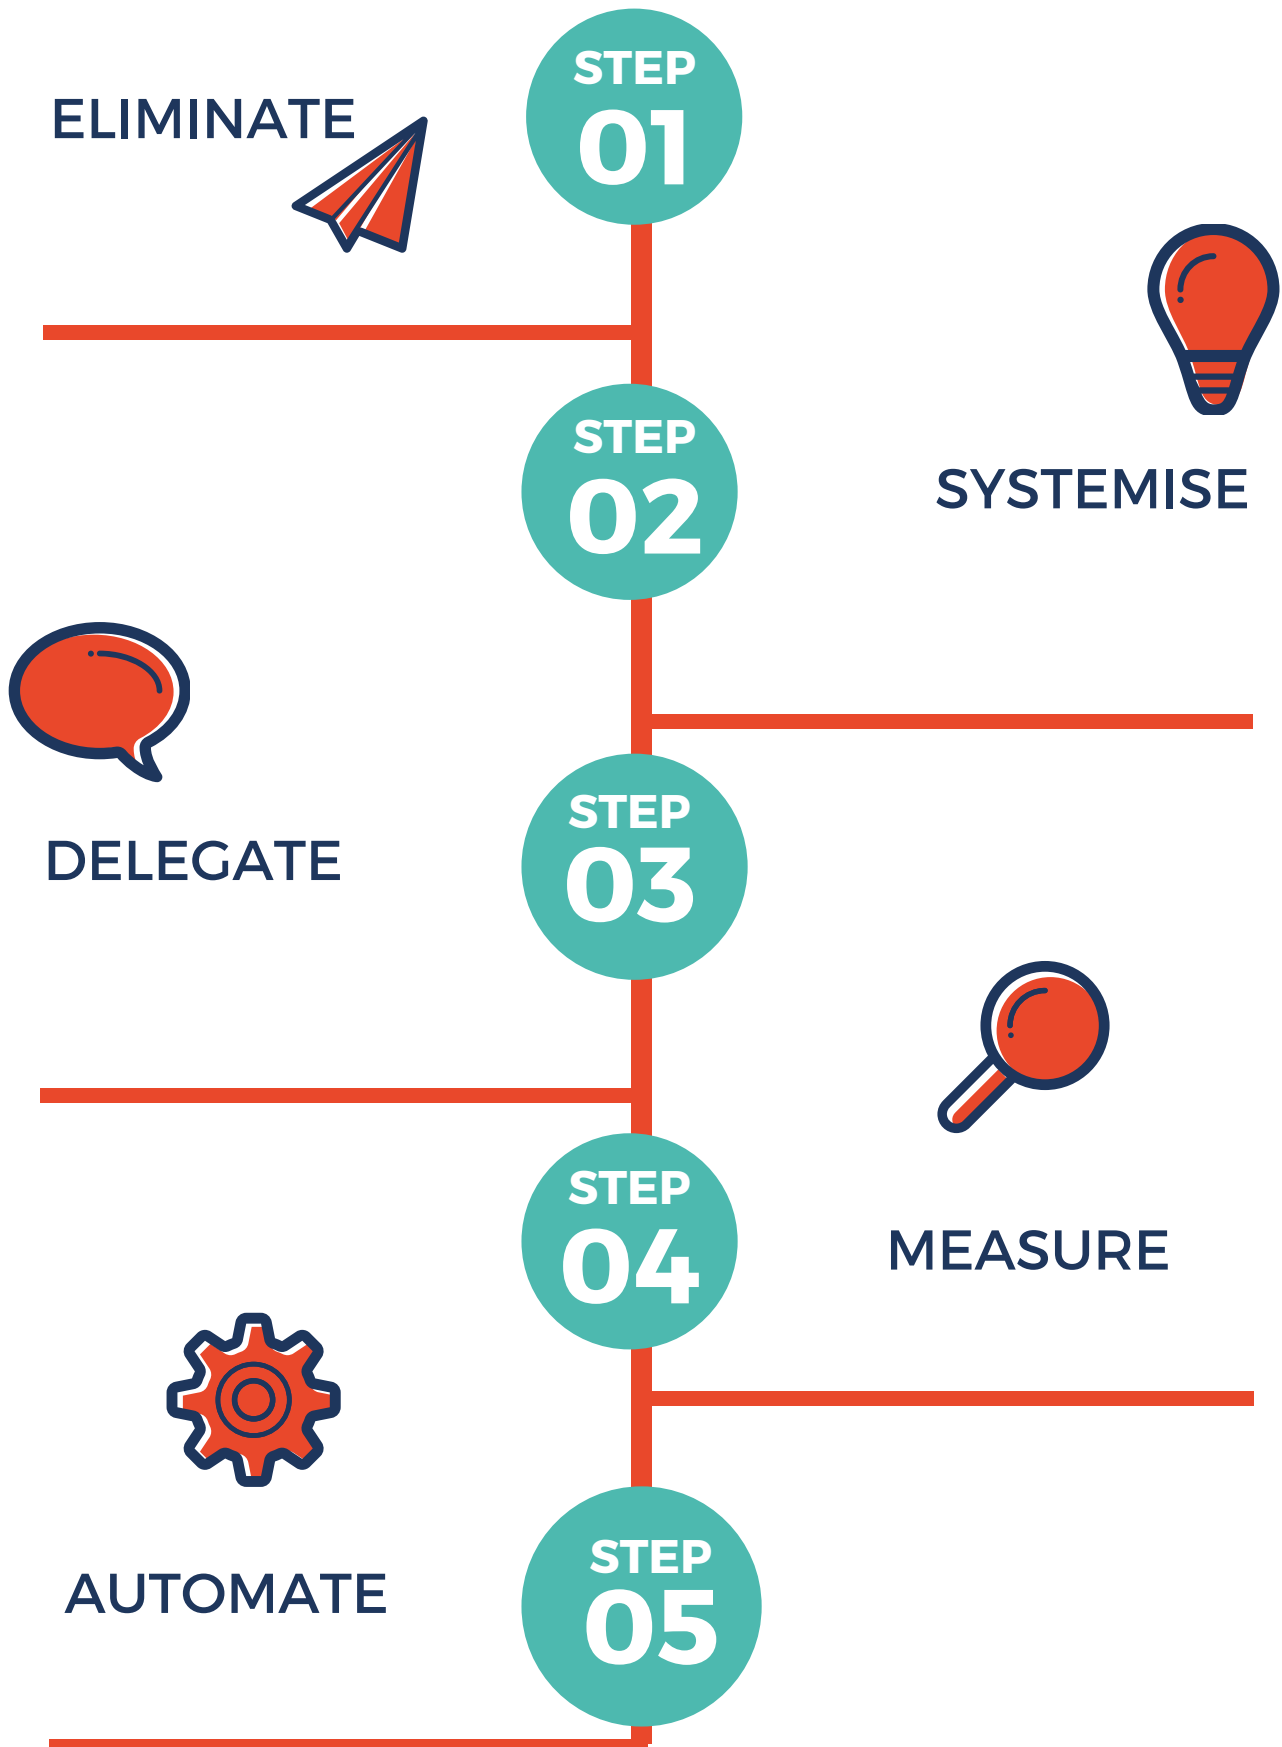 STEP
01
ELIMINATE
STEP
02
SYSTEMISE
STEP
03
DELEGATE
STEP
04
MEASURE
STEP
05
AUTOMATE